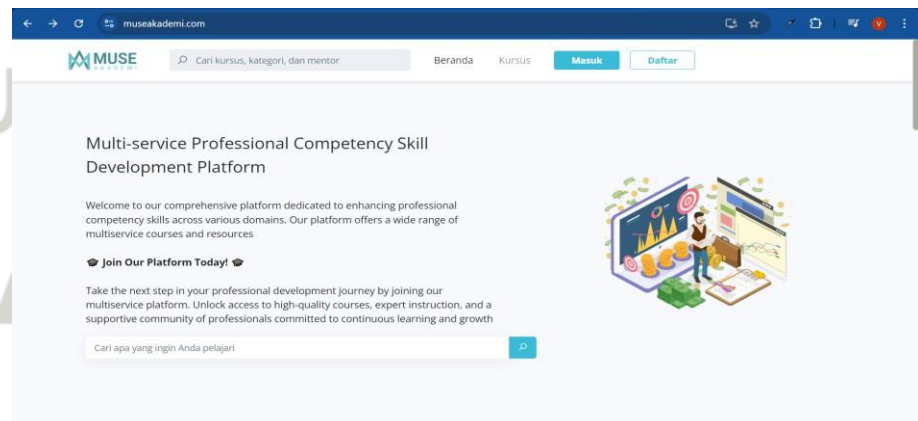 museakademi.com
MUSE
AKADEMI
Cari kursus, kategori, dan mentor
Beranda
Kursus
Masuk
Daftar
Multi-service Professional Competency Skill
Development Platform
Welcome to our comprehensive platform dedicated to enhancing professional
competency skills across various domains. Our platform offers a wide range of
multiservice courses and resources
🎓 Join Our Platform Today! 🎓
Take the next step in your professional development journey by joining our
multiservice platform. Unlock access to high-quality courses, expert instruction, and a
supportive community of professionals committed to continuous learning and growth
Cari apa yang ingin Anda pelajari